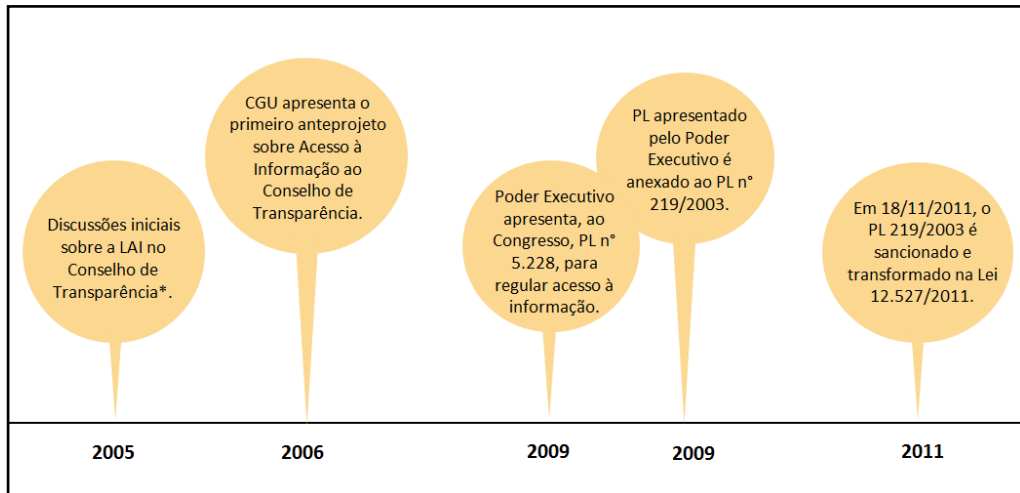 Discussões iniciais
sobre a LAI no
Conselho de
Transparência*.
CGU apresenta o
primeiro anteprojeto
sobre Acesso à
Informação ao
Conselho de
Transparência.
Poder Executivo
apresenta, ao
Congresso, PL n°
5.228, para
regular acesso à
informação.
PL apresentado
pelo Poder
Executivo é
anexado ao PL n°
219/2003.
Em 18/11/2011, o
PL 219/2003 é
sancionado e
transformado na Lei
12.527/2011.
2005
2006
2009
2009
2011